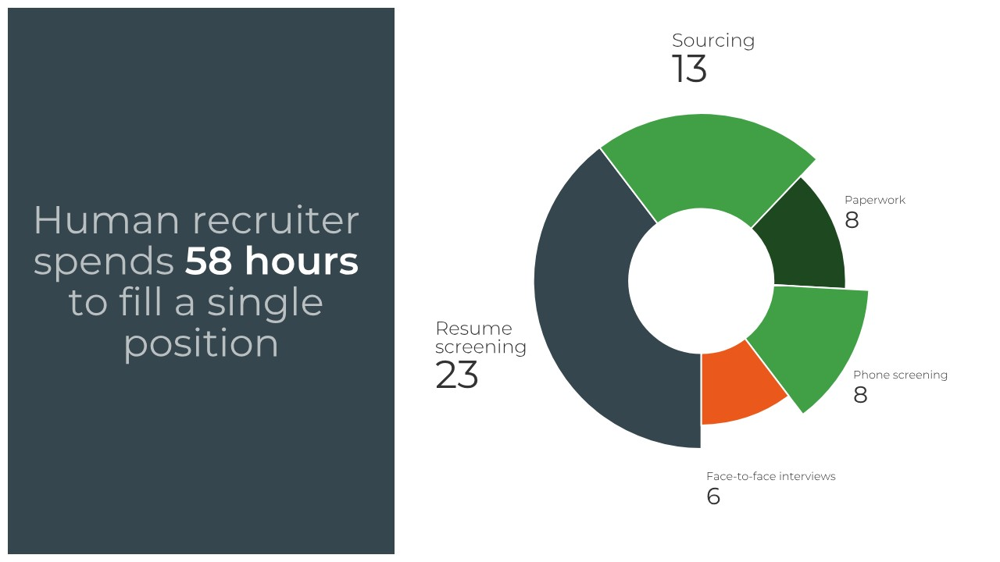 Human recruiter
spends 58 hours
to fill a single
position
Sourcing
13
Paperwork
8
Resume
screening
23
Phone screening
8
Face-to-face interviews
6